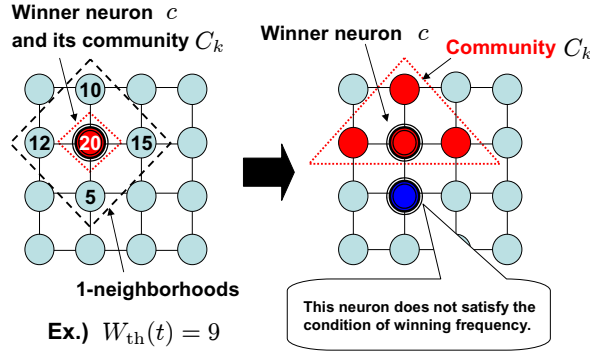 Winner neuron c
and its community C_k
10
12
20
15
5
1-neighborhoods
Ex.) W_th(t) = 9
Winner neuron c
Community C_k
This neuron does not satisfy the
condition of winning frequency.